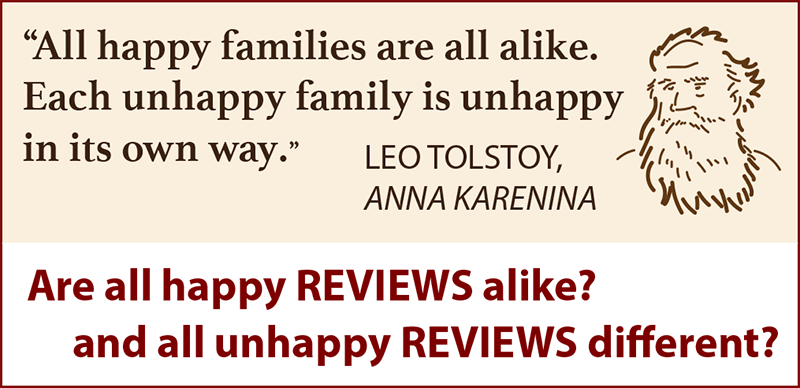 “All happy families are all alike.
Each unhappy family is unhappy
in its own way.”
LEO TOLSTOY,
ANNA KARENINA
Are all happy REVIEWS alike?
and all unhappy REVIEWS different?